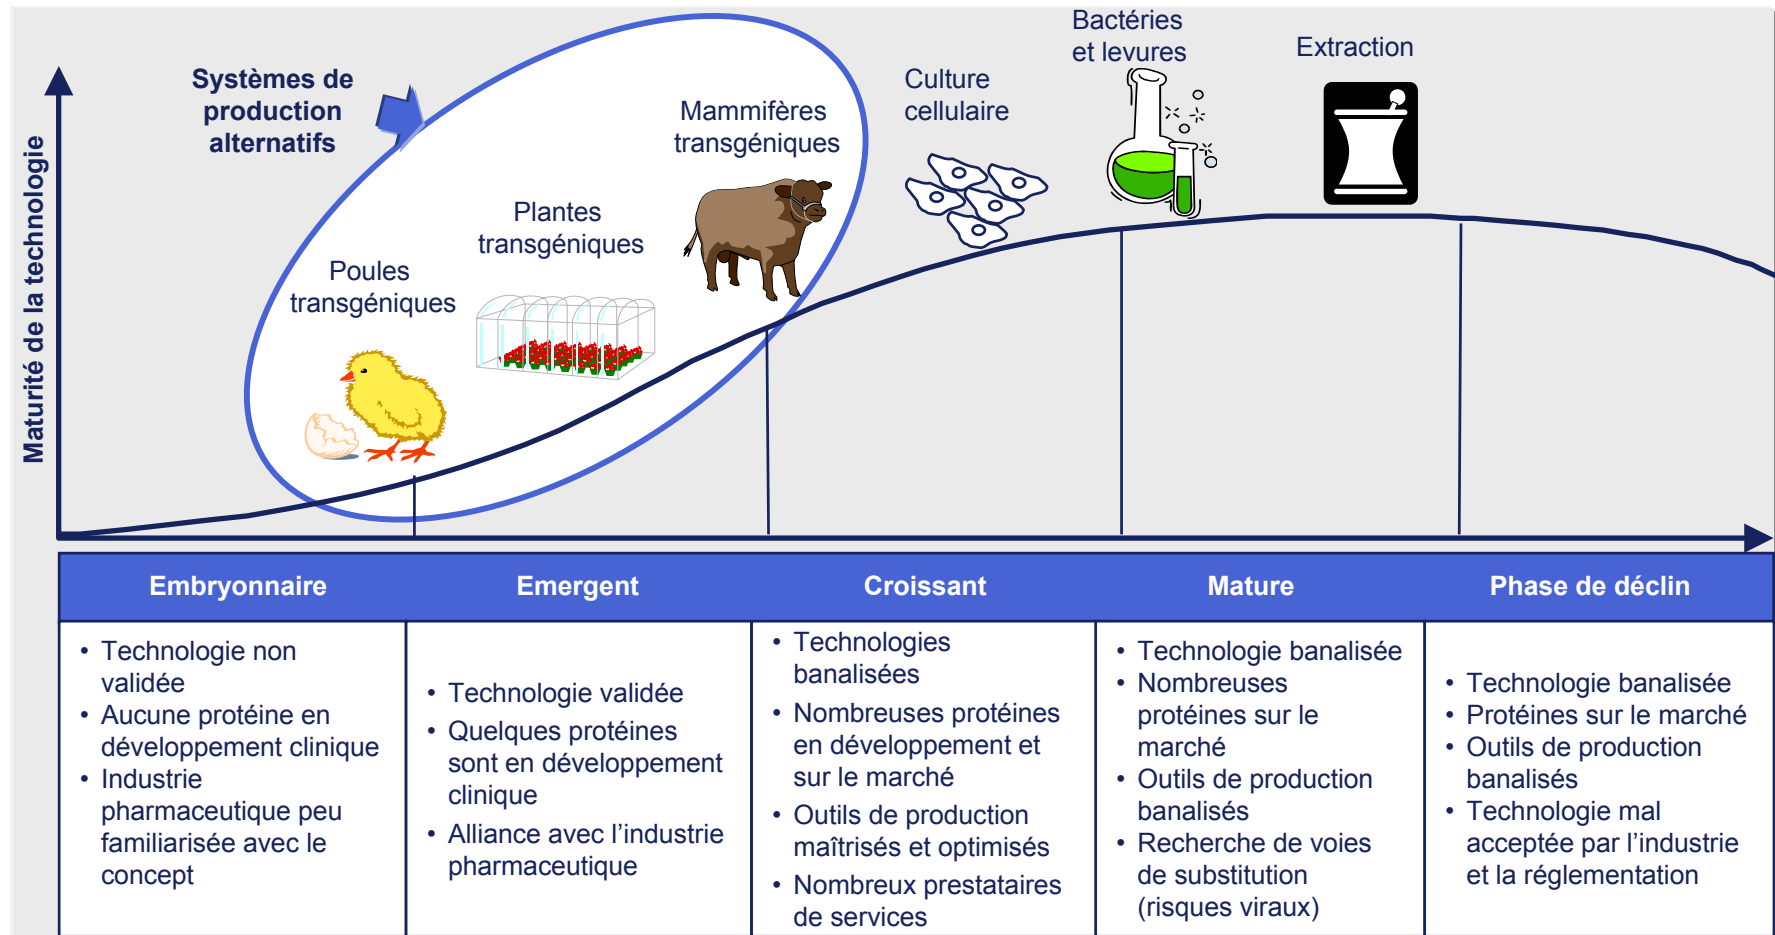 Bactéries
et levures
Extraction
Systèmes de
production
alternatifs
Culture
cellulaire
Mammifères
transgéniques
Plantes
transgéniques
Poules
transgéniques
Maturité de la technologie
Embryonnaire
Emergent
Croissant
Mature
Phase de déclin
• Technologie non
validée
• Aucune protéine en
développement clinique
• Industrie
pharmaceutique peu
familiarisée avec le
concept
• Technologie validée
• Quelques protéines
sont en développement
clinique
• Alliance avec l’industrie
pharmaceutique
• Technologies
banalisées
• Nombreuses protéines
en développement et
sur le marché
• Outils de production
maîtrisés et optimisés
• Nombreux prestataires
de services
• Technologie banalisée
• Nombreuses
protéines sur le
marché
• Outils de production
banalisés
• Recherche de voies
de substitution
(risques viraux)
• Technologie banalisée
• Protéines sur le marché
• Outils de production
banalisés
• Technologie mal
acceptée par l’industrie
et la réglementation